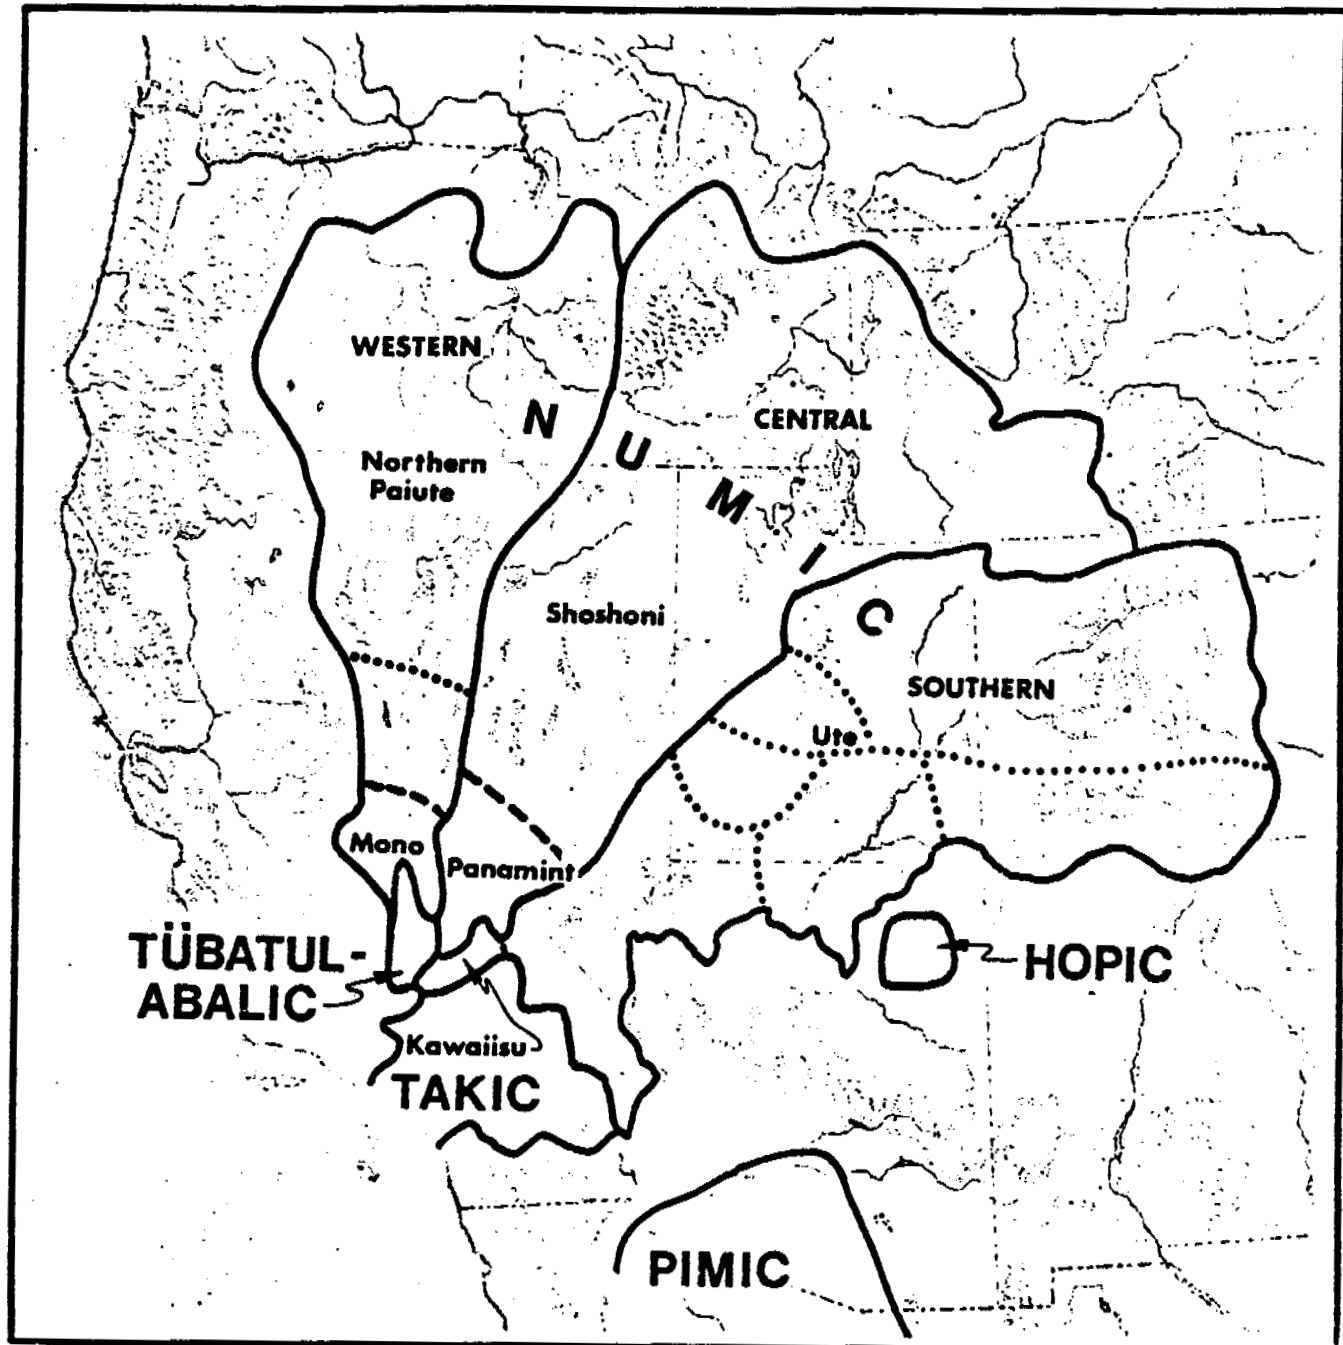 WESTERN
N U M I C
CENTRAL
Northern
Paiute
Shoshoni
SOUTHERN
Ute
Mono
Panamint
TÜBATUL-
ABALIC
HOPIC
Kawaiisu
TAKIC
PIMIC